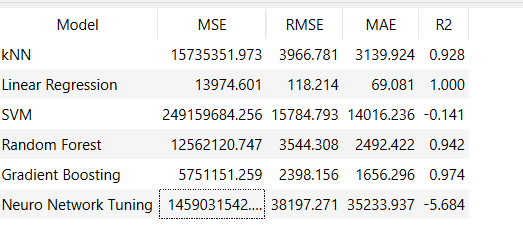 Model MSE RMSE MAE R2
kNN 15735351.973 3966.781 3139.924 0.928
Linear Regression 13974.601 118.214 69.081 1.000
SVM 249159684.256 15784.793 14016.236 -0.141
Random Forest 12562120.747 3544.308 2492.422 0.942
Gradient Boosting 5751151.259 2398.156 1656.296 0.974
Neuro Network Tuning 1459031542.... 38197.271 35233.937 -5.684